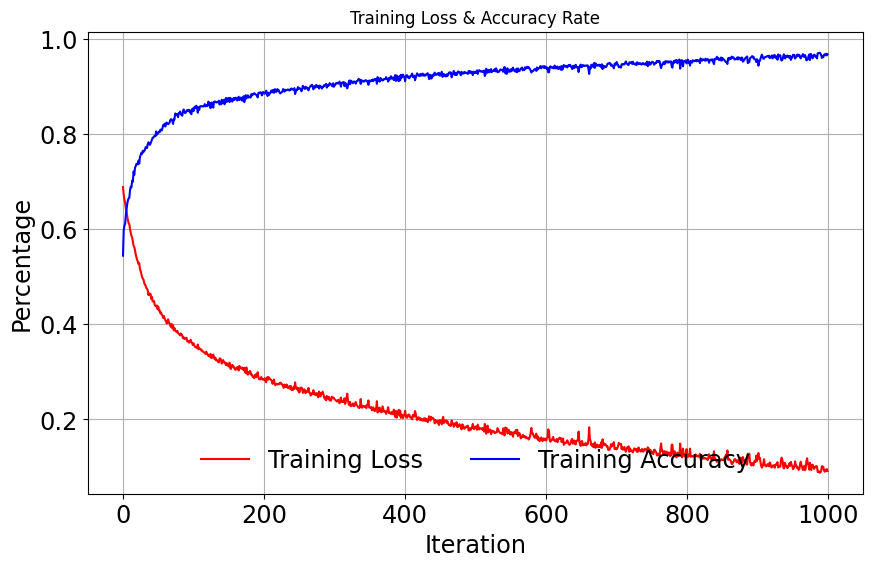 Training Loss & Accuracy Rate
1.0
0.8
0.6
0.4
0.2
Percentage
Training Loss Training Accuracy
0 200 400 600 800 1000
Iteration